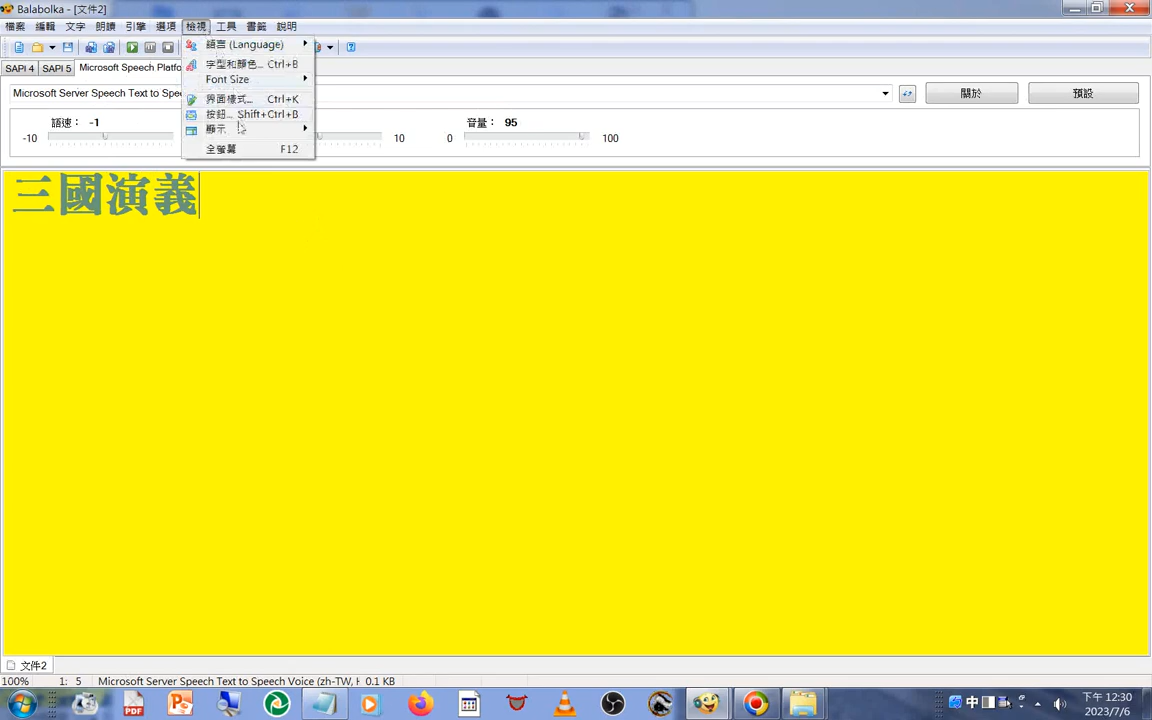 Balabolka - [文件2]
檔案 編輯 文字 朗讀 引擎 選項 檢視 工具 書籤 說明
語言 (Language)
字型和顏色... Ctrl+B
Font Size
界面樣式... Ctrl+K
按鈕... Shift+Ctrl+B
顯示
全螢幕 F12
SAPI 4 SAPI 5 Microsoft Speech Platfo
Microsoft Server Speech Text to Spe 關於 預設
語速： -1 音量： 95
-10 10 0 100
三國演義
文件2
100% 1: 5 Microsoft Server Speech Text to Speech Voice (zh-TW, H 0.1 KB
中 下午 12:30
2023/7/6
PDF